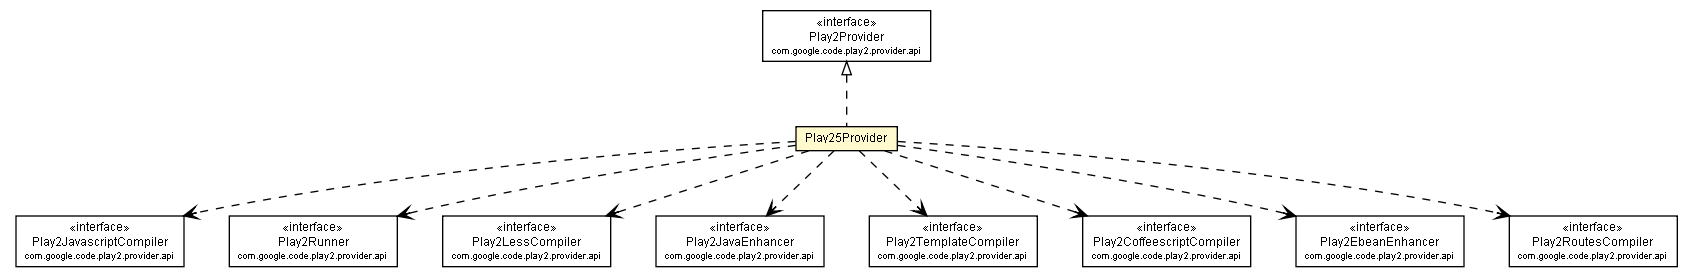 «interface»
Play2Provider
com.google.code.play2.provider.api
Play25Provider
«interface»
Play2JavascriptCompiler
com.google.code.play2.provider.api
«interface»
Play2Runner
com.google.code.play2.provider.api
«interface»
Play2LessCompiler
com.google.code.play2.provider.api
«interface»
Play2JavaEnhancer
com.google.code.play2.provider.api
«interface»
Play2TemplateCompiler
com.google.code.play2.provider.api
«interface»
Play2CoffeescriptCompiler
com.google.code.play2.provider.api
«interface»
Play2EbeanEnhancer
com.google.code.play2.provider.api
«interface»
Play2RoutesCompiler
com.google.code.play2.provider.api